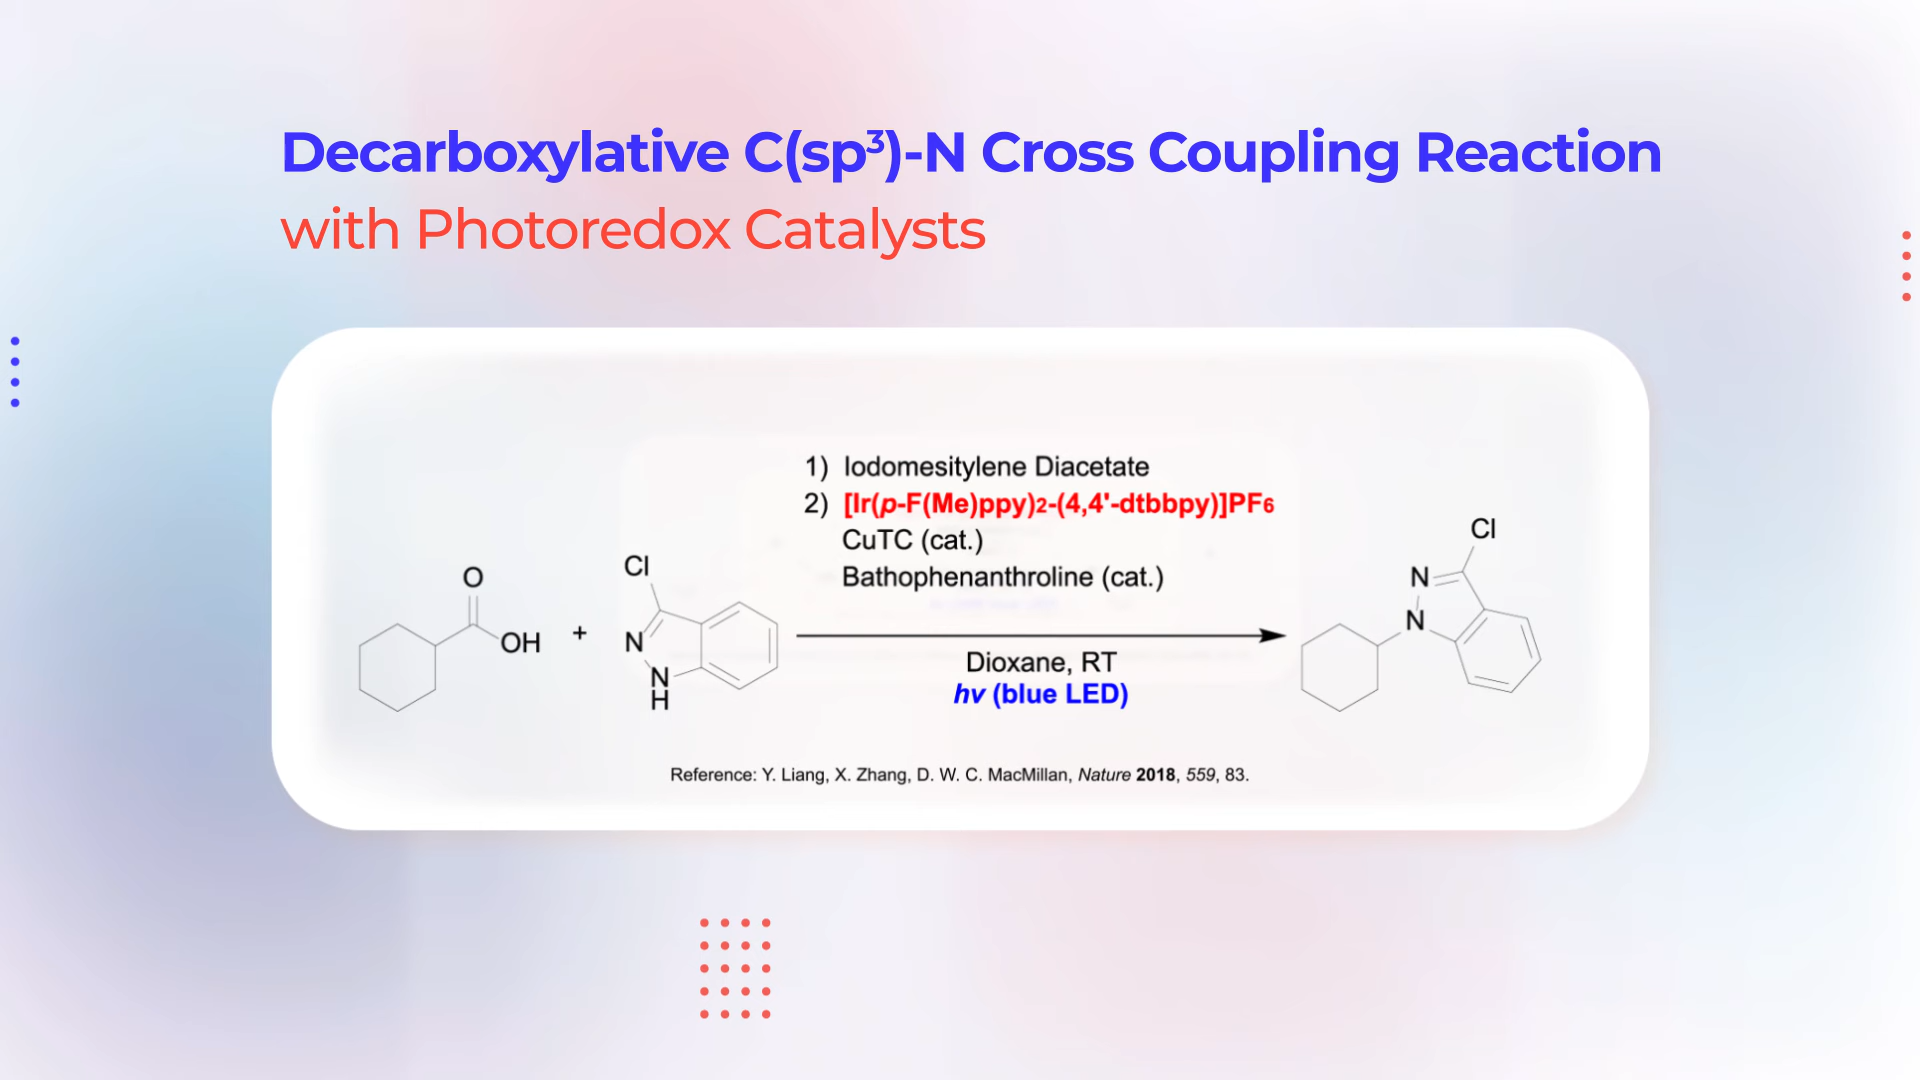 Decarboxylative C(sp³)-N Cross Coupling Reaction
with Photoredox Catalysts
1) Iodomesitylene Diacetate
2) [Ir(p-F(Me)ppy)2-(4,4'-dtbbpy)]PF6
CuTC (cat.)
Bathophenanthroline (cat.)
O
OH
+
Cl
N
N
H
Dioxane, RT
hv (blue LED)
Cl
N
N
Reference: Y. Liang, X. Zhang, D. W. C. MacMillan, Nature 2018, 559, 83.